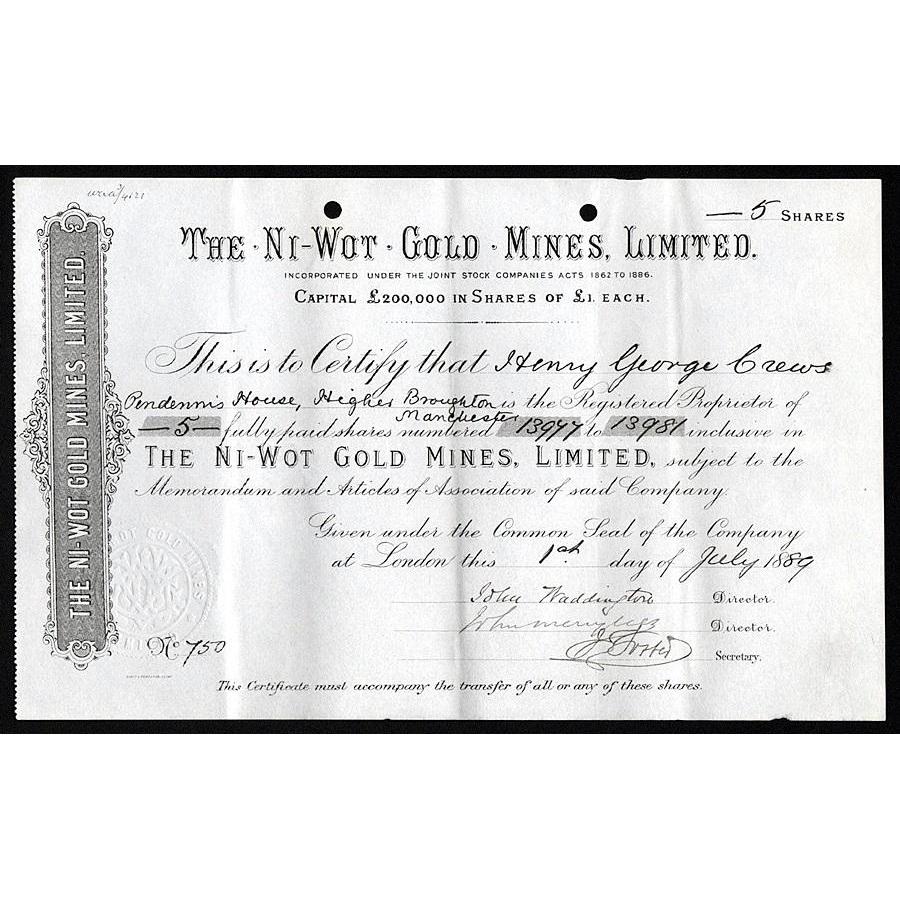 — 5 SHARES
THE · NI-WOT · GOLD · MINES, LIMITED.
INCORPORATED UNDER THE JOINT STOCK COMPANIES ACTS 1862 TO 1886.
CAPITAL £200,000 IN SHARES OF £1. EACH.
This is to Certify that Henry George Crews
Pendennis House, Higher Broughton is the Registered Proprietor of
Manchester
— 5 — fully paid shares numbered 13977 to 13981 inclusive in
THE NI-WOT GOLD MINES, LIMITED, subject to the
Memorandum and Articles of Association of said Company.
Given under the Common Seal of the Company
at London this 1st day of July 1889
John Waddington Director.
John Director.
J. Foster Secretary.
No 750
This Certificate must accompany the transfer of all or any of these shares.
THE NI-WOT GOLD MINES, LIMITED.